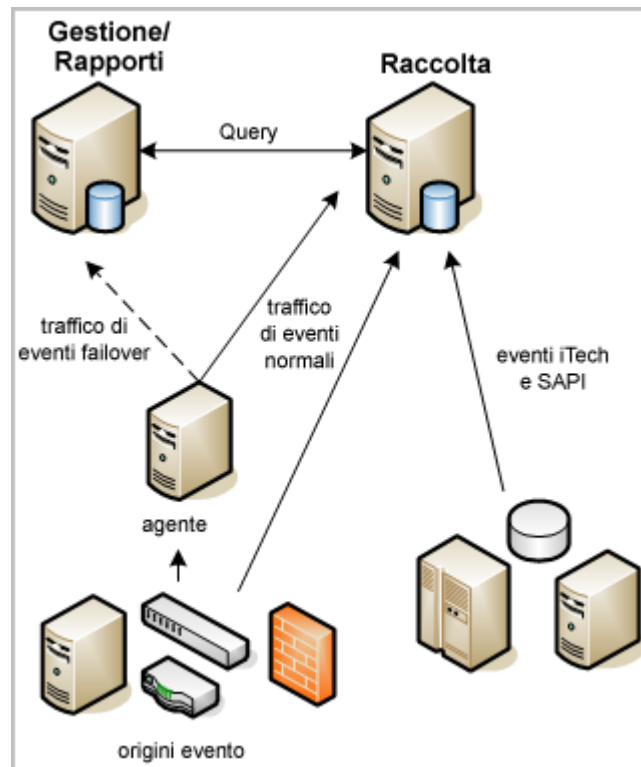 Gestione/
Rapporti
Raccolta
Query
traffico di
eventi failover
traffico
di eventi
normali
eventi iTech
e SAPI
agente
origini evento